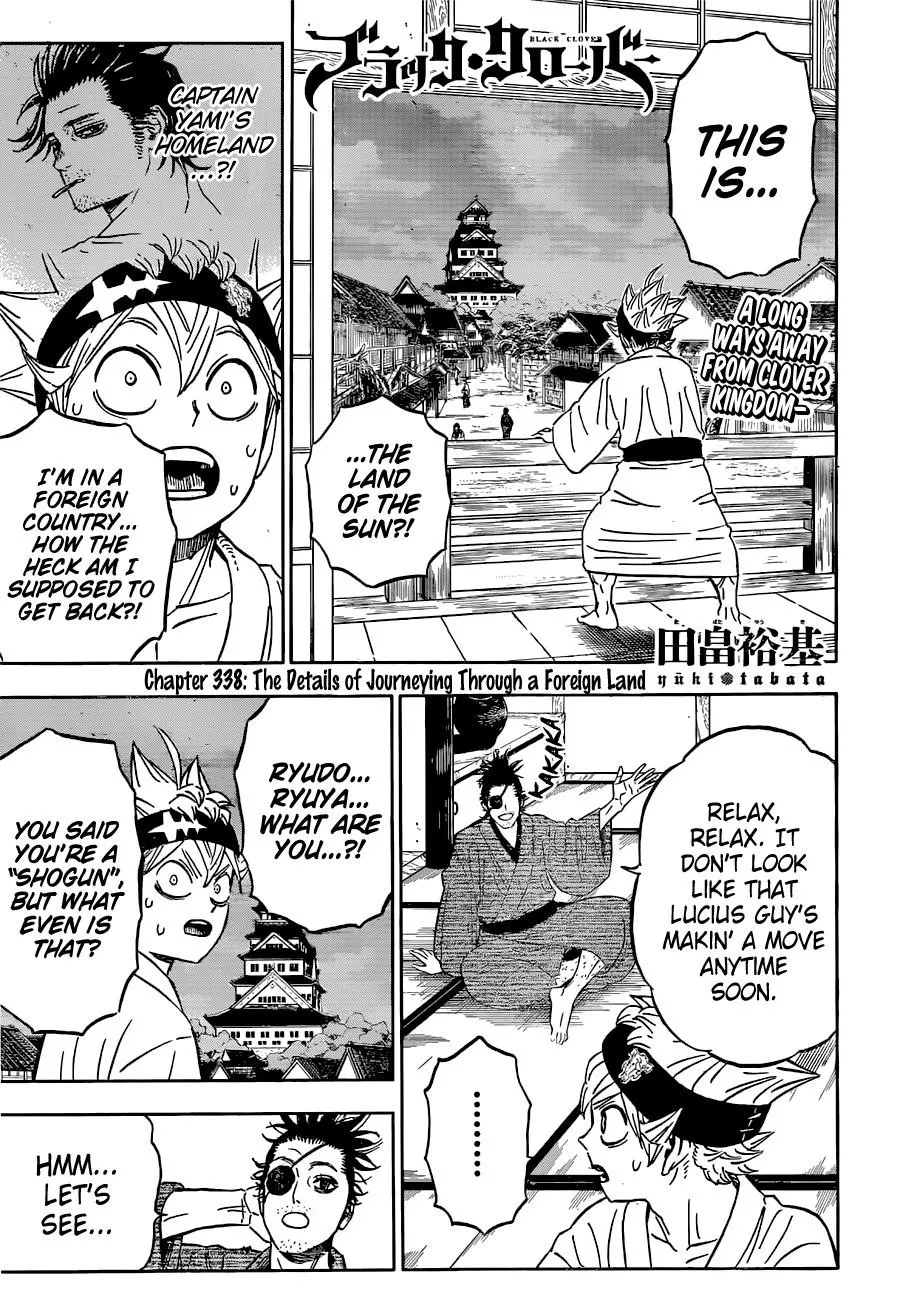 ブラック・クローバー
BLACK CLOVER
THIS
IS...
A LONG
WAYS AWAY
FROM CLOVER
KINGDOM-
...THE
LAND
OF THE
SUN?!
田畠裕基
yūki tabata
CAPTAIN
YAMI'S
HOMELAND
...?!
I'M IN A
FOREIGN
COUNTRY...
HOW THE
HECK AM I
SUPPOSED TO
GET BACK?!
Chapter 338: The Details of Journeying Through a Foreign Land
KAKAKA
RELAX,
RELAX. IT
DON'T LOOK
LIKE THAT
LUCIUS GUY'S
MAKIN' A MOVE
ANYTIME
SOON.
.........
RYUDO...
RYUYA...
WHAT ARE
YOU...?!
YOU SAID
YOU'RE A
"SHOGUN",
BUT WHAT
EVEN IS
THAT?
HMM...
LET'S
SEE...